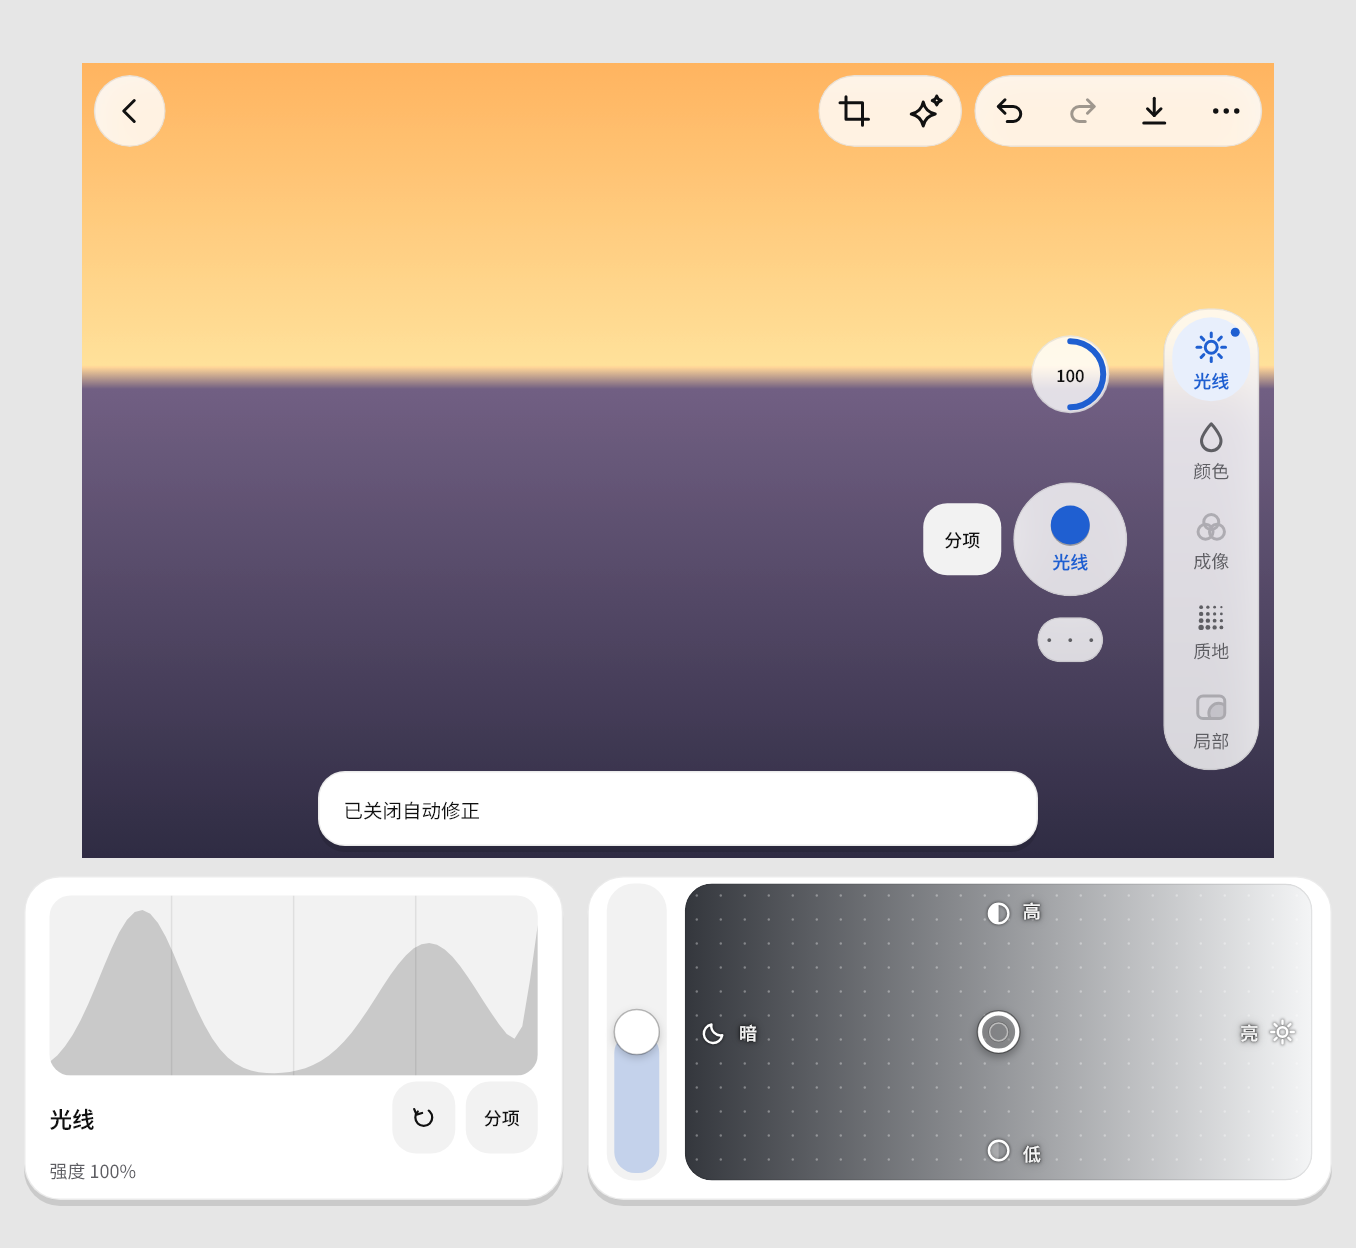 100
光线
颜色
成像
质地
局部
分项
光线
已关闭自动修正
光线
分项
强度 100%
高
暗
亮
低